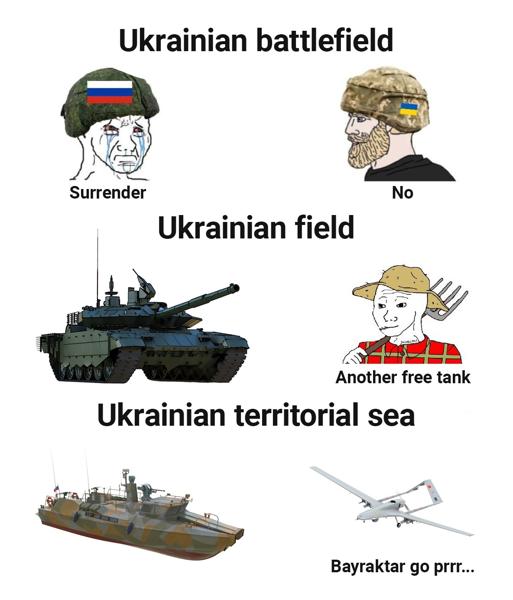 Ukrainian battlefield
Surrender
No
Ukrainian field
Another free tank
Ukrainian territorial sea
Bayraktar go prrr...